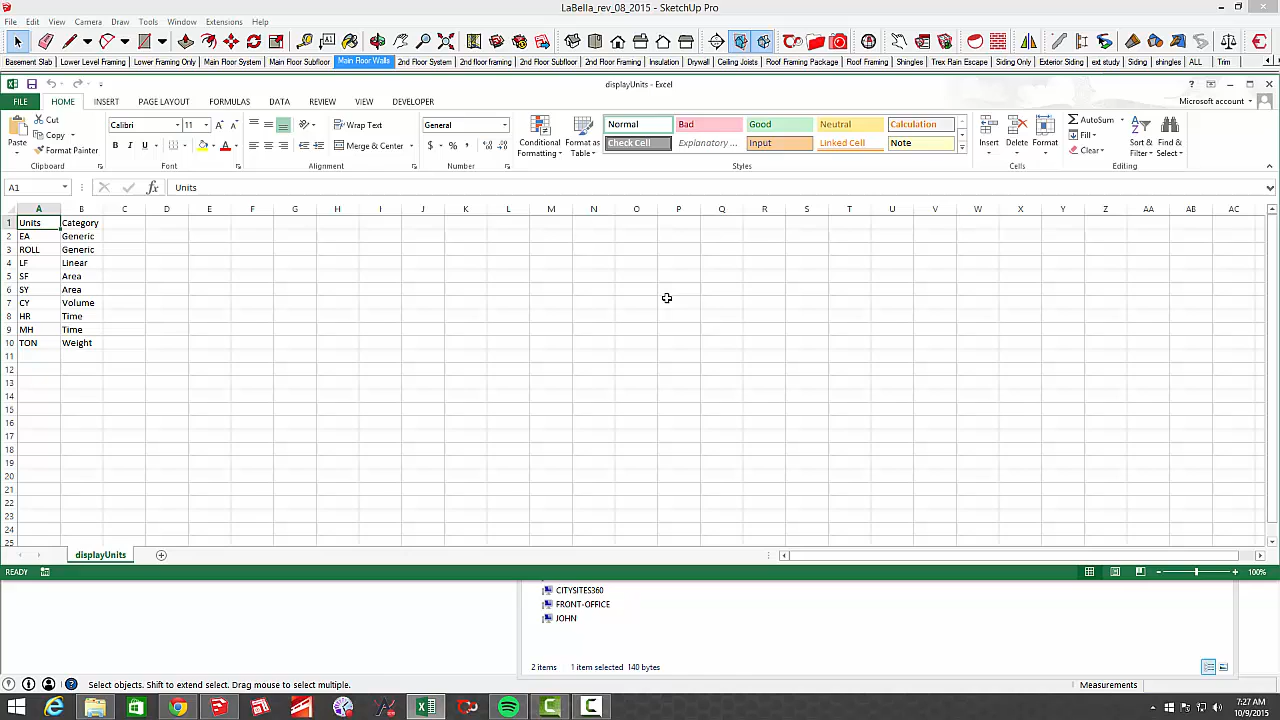 LaBella_rev_08_2015 - SketchUp Pro
File Edit View Camera Draw Tools Window Extensions Help
Basement Slab Lower Level Framing Lower Framing Only Main Floor System Main Floor Subfloor Main Floor Walls 2nd Floor System 2nd floor framing 2nd Floor Subfloor 2nd Floor Framing Insulation Drywall Ceiling Joists Roof Framing Package Roof Framing Shingles Trex Rain Escape Siding Only Exterior Siding ext study Siding shingles ALL Trim
displayUnits - Excel
FILE HOME INSERT PAGE LAYOUT FORMULAS DATA REVIEW VIEW DEVELOPER Microsoft account
Paste Cut Copy Format Painter
Clipboard
Calibri 11
B I U A
Font
Wrap Text
Merge & Center
Alignment
General
$ % ,
Number
Conditional Formatting Format as Table
Normal Bad Good Neutral Calculation
Check Cell Explanatory ... Input Linked Cell Note
Styles
Insert Delete Format
Cells
AutoSum Fill Clear Sort & Filter Find & Select
Editing
A1 fx Units
A B C D E F G H I J K L M N O P Q R S T U V W X Y Z AA AB AC
1 Units Category
2 EA Generic
3 ROLL Generic
4 LF Linear
5 SF Area
6 SY Area
7 CY Volume
8 HR Time
9 MH Time
10 TON Weight
11
12
13
14
15
16
17
18
19
20
21
22
23
24
25
displayUnits
READY 100%
CITYSITES360
FRONT-OFFICE
JOHN
2 items 1 item selected 140 bytes
Select objects. Shift to extend select. Drag mouse to select multiple. Measurements
7:27 AM
10/9/2015